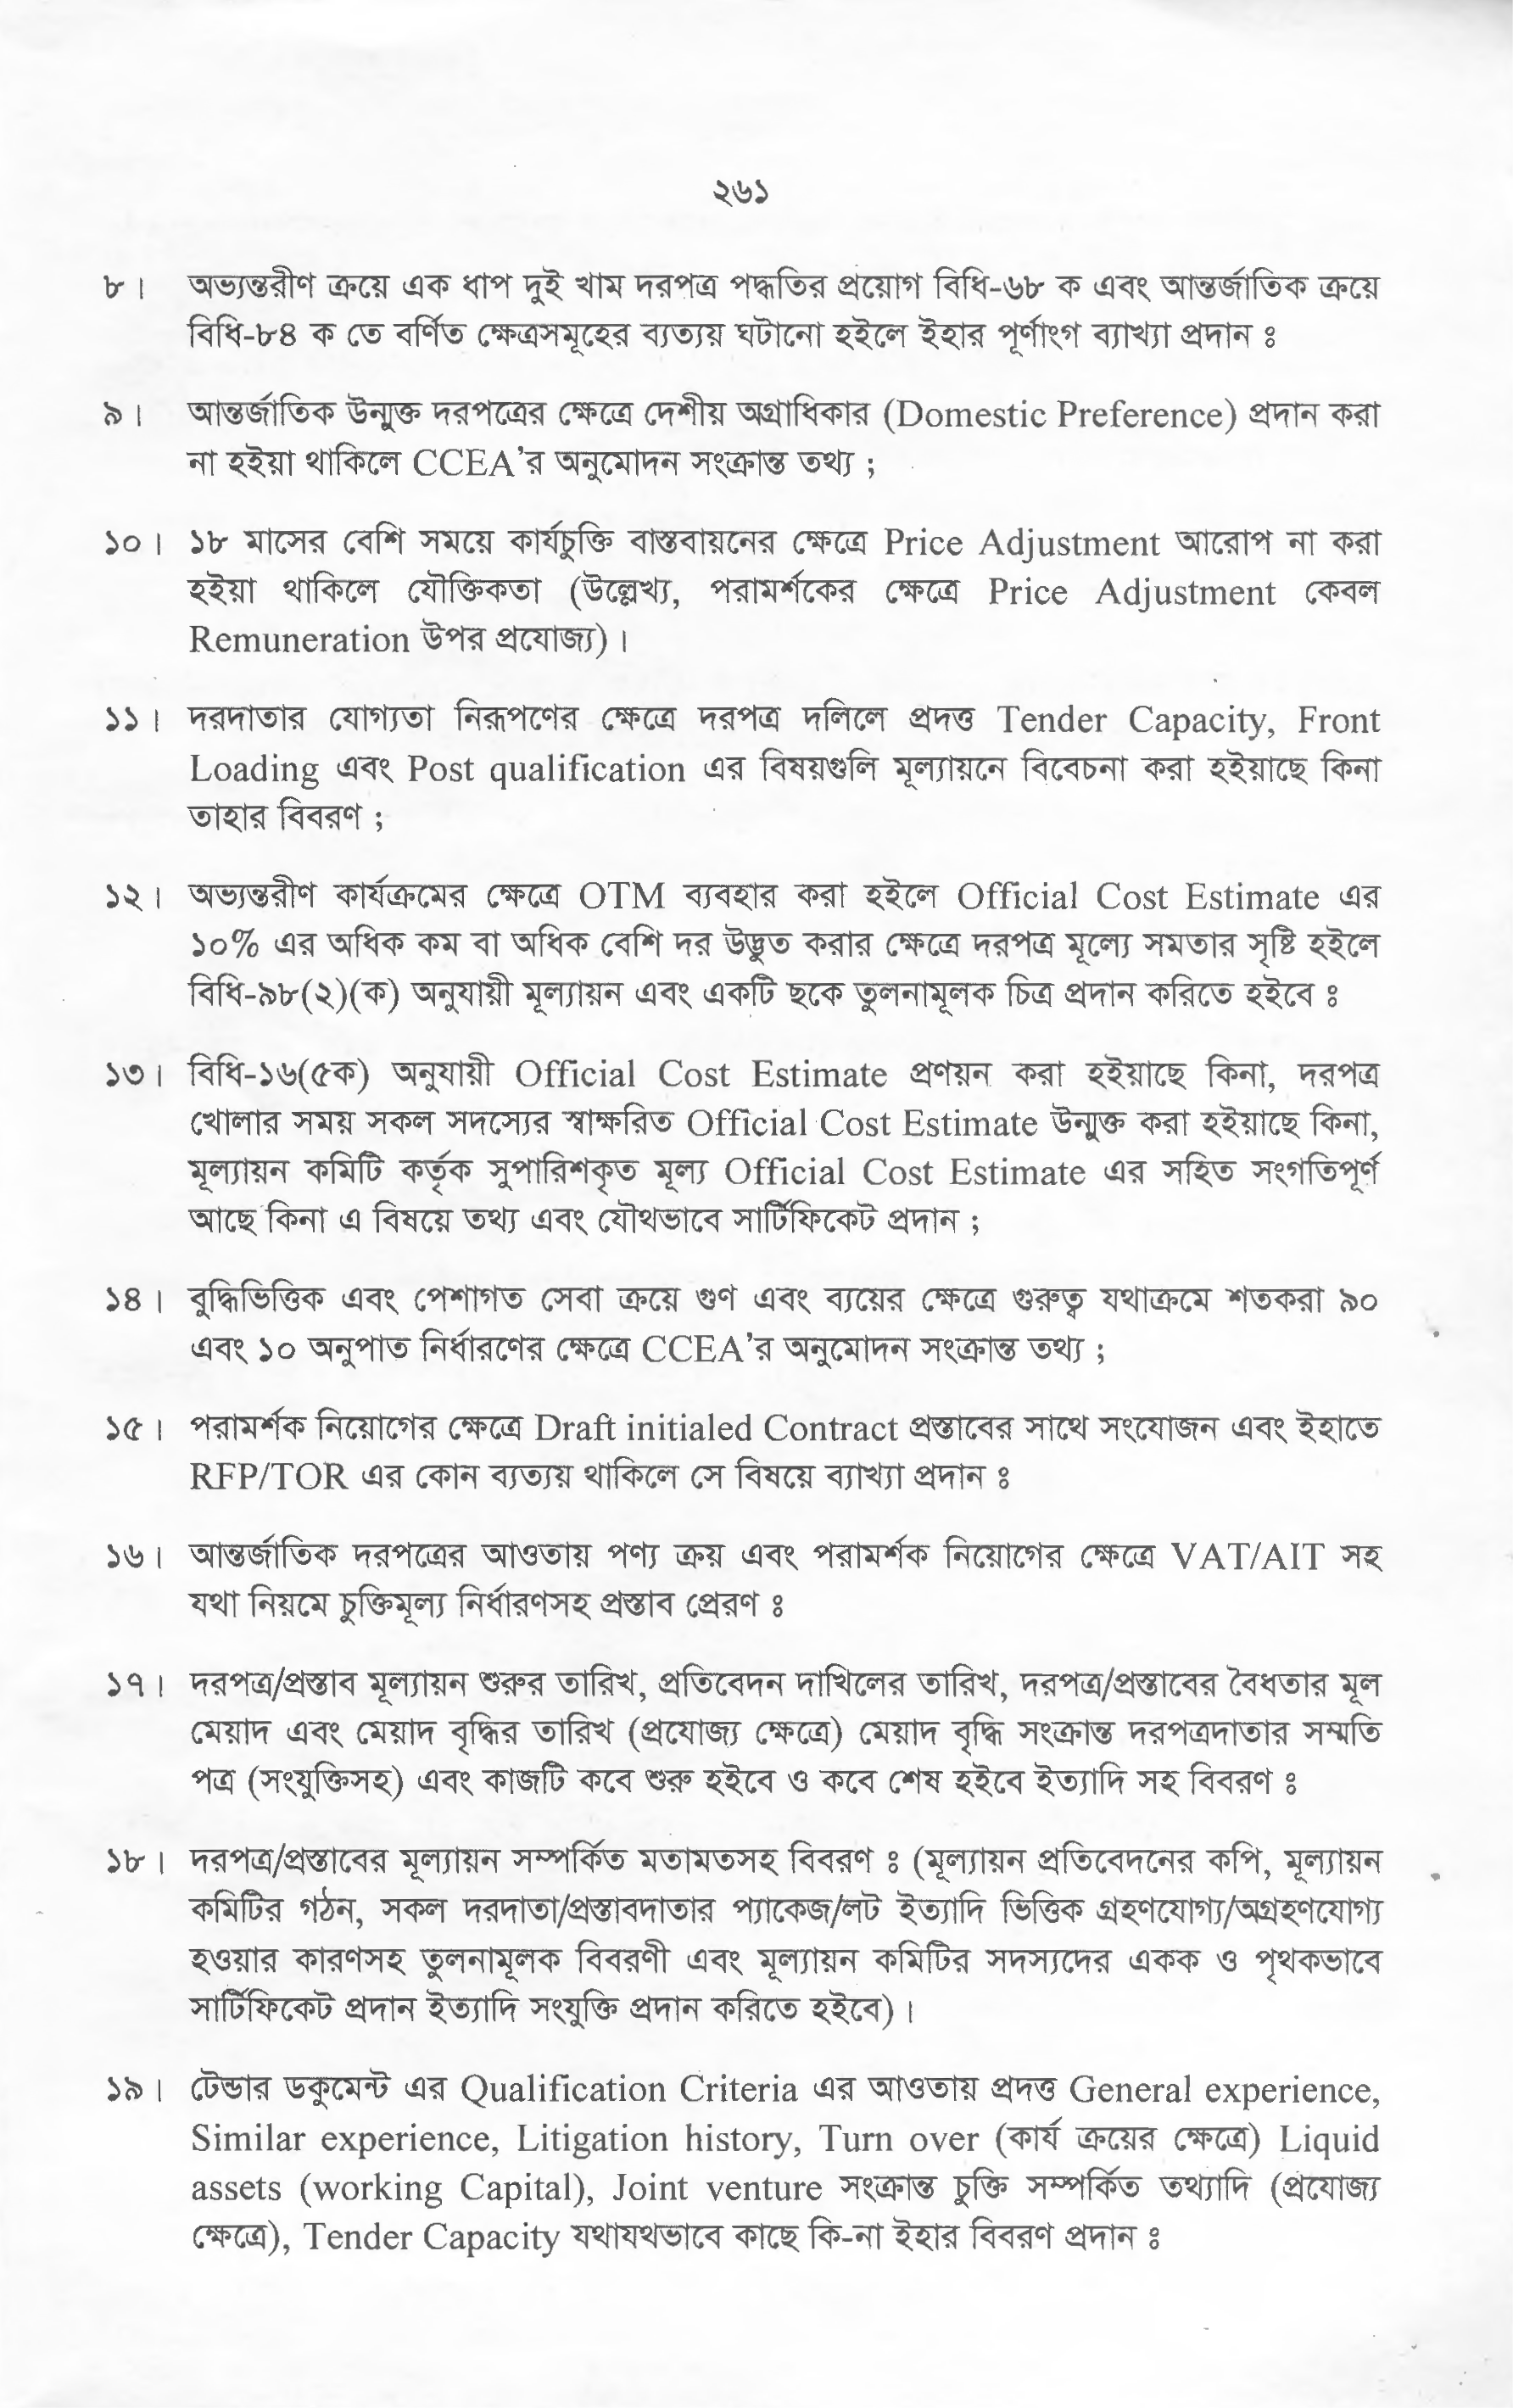 ২৬১
৮। অভ্যন্তরীণ ক্রয়ে এক ধাপ দুই খাম দরপত্র পদ্ধতির প্রয়োগ বিধি-৬৮ ক এবং আন্তর্জাতিক ক্রয়ে
বিধি-৮৪ ক তে বর্ণিত ক্ষেত্রসমূহের ব্যত্যয় ঘটানো হইলে ইহার পূর্ণাংগ ব্যাখ্যা প্রদান ঃ
৯। আন্তর্জাতিক উন্মুক্ত দরপত্রের ক্ষেত্রে দেশীয় অগ্রাধিকার (Domestic Preference) প্রদান করা
না হইয়া থাকিলে CCEA’র অনুমোদন সংক্রান্ত তথ্য ;
১০। ১৮ মাসের বেশি সময়ে কার্যচুক্তি বাস্তবায়নের ক্ষেত্রে Price Adjustment আরোপ না করা
হইয়া থাকিলে যৌক্তিকতা (উল্লেখ্য, পরামর্শকের ক্ষেত্রে Price Adjustment কেবল
Remuneration উপর প্রযোজ্য)।
১১। দরদাতার যোগ্যতা নিরূপণের ক্ষেত্রে দরপত্র দলিলে প্রদত্ত Tender Capacity, Front
Loading এবং Post qualification এর বিষয়গুলি মূল্যায়নে বিবেচনা করা হইয়াছে কিনা
তাহার বিবরণ ;
১২। অভ্যন্তরীণ কার্যক্রমের ক্ষেত্রে OTM ব্যবহার করা হইলে Official Cost Estimate এর
১০% এর অধিক কম বা অধিক বেশি দর উদ্ধৃত করার ক্ষেত্রে দরপত্র মূল্যে সমতার সৃষ্টি হইলে
বিধি-৯৮(২)(ক) অনুযায়ী মূল্যায়ন এবং একটি ছকে তুলনামূলক চিত্র প্রদান করিতে হইবে ঃ
১৩। বিধি-১৬(৫ক) অনুযায়ী Official Cost Estimate প্রণয়ন করা হইয়াছে কিনা, দরপত্র
খোলার সময় সকল সদস্যের স্বাক্ষরিত Official Cost Estimate উন্মুক্ত করা হইয়াছে কিনা,
মূল্যায়ন কমিটি কর্তৃক সুপারিশকৃত মূল্য Official Cost Estimate এর সহিত সংগতিপূর্ণ
আছে কিনা এ বিষয়ে তথ্য এবং যৌথভাবে সার্টিফিকেট প্রদান ;
১৪। বুদ্ধিভিত্তিক এবং পেশাগত সেবা ক্রয়ে গুণ এবং ব্যয়ের ক্ষেত্রে গুরুত্ব যথাক্রমে শতকরা ৯০
এবং ১০ অনুপাত নির্ধারণের ক্ষেত্রে CCEA’র অনুমোদন সংক্রান্ত তথ্য ;
১৫। পরামর্শক নিয়োগের ক্ষেত্রে Draft initialed Contract প্রস্তাবের সাথে সংযোজন এবং ইহাতে
RFP/TOR এর কোন ব্যত্যয় থাকিলে সে বিষয়ে ব্যাখ্যা প্রদান ঃ
১৬। আন্তর্জাতিক দরপত্রের আওতায় পণ্য ক্রয় এবং পরামর্শক নিয়োগের ক্ষেত্রে VAT/AIT সহ
যথা নিয়মে চুক্তিমূল্য নির্ধারণসহ প্রস্তাব প্রেরণ ঃ
১৭। দরপত্র/প্রস্তাব মূল্যায়ন শুরুর তারিখ, প্রতিবেদন দাখিলের তারিখ, দরপত্র/প্রস্তাবের বৈধতার মূল
মেয়াদ এবং মেয়াদ বৃদ্ধির তারিখ (প্রযোজ্য ক্ষেত্রে) মেয়াদ বৃদ্ধি সংক্রান্ত দরপত্রদাতার সম্মতি
পত্র (সংযুক্তিসহ) এবং কাজটি কবে শুরু হইবে ও কবে শেষ হইবে ইত্যাদি সহ বিবরণ ঃ
১৮। দরপত্র/প্রস্তাবের মূল্যায়ন সম্পর্কিত মতামতসহ বিবরণ ঃ (মূল্যায়ন প্রতিবেদনের কপি, মূল্যায়ন
কমিটির গঠন, সকল দরদাতা/প্রস্তাবদাতার প্যাকেজ/লট ইত্যাদি ভিত্তিক গ্রহণযোগ্য/অগ্রহণযোগ্য
হওয়ার কারণসহ তুলনামূলক বিবরণী এবং মূল্যায়ন কমিটির সদস্যদের একক ও পৃথকভাবে
সার্টিফিকেট প্রদান ইত্যাদি সংযুক্তি প্রদান করিতে হইবে)।
১৯। টেন্ডার ডকুমেন্ট এর Qualification Criteria এর আওতায় প্রদত্ত General experience,
Similar experience, Litigation history, Turn over (কার্য ক্রয়ের ক্ষেত্রে) Liquid
assets (working Capital), Joint venture সংক্রান্ত চুক্তি সম্পর্কিত তথ্যাদি (প্রযোজ্য
ক্ষেত্রে), Tender Capacity যথাযথভাবে কাছে কি-না ইহার বিবরণ প্রদান ঃ